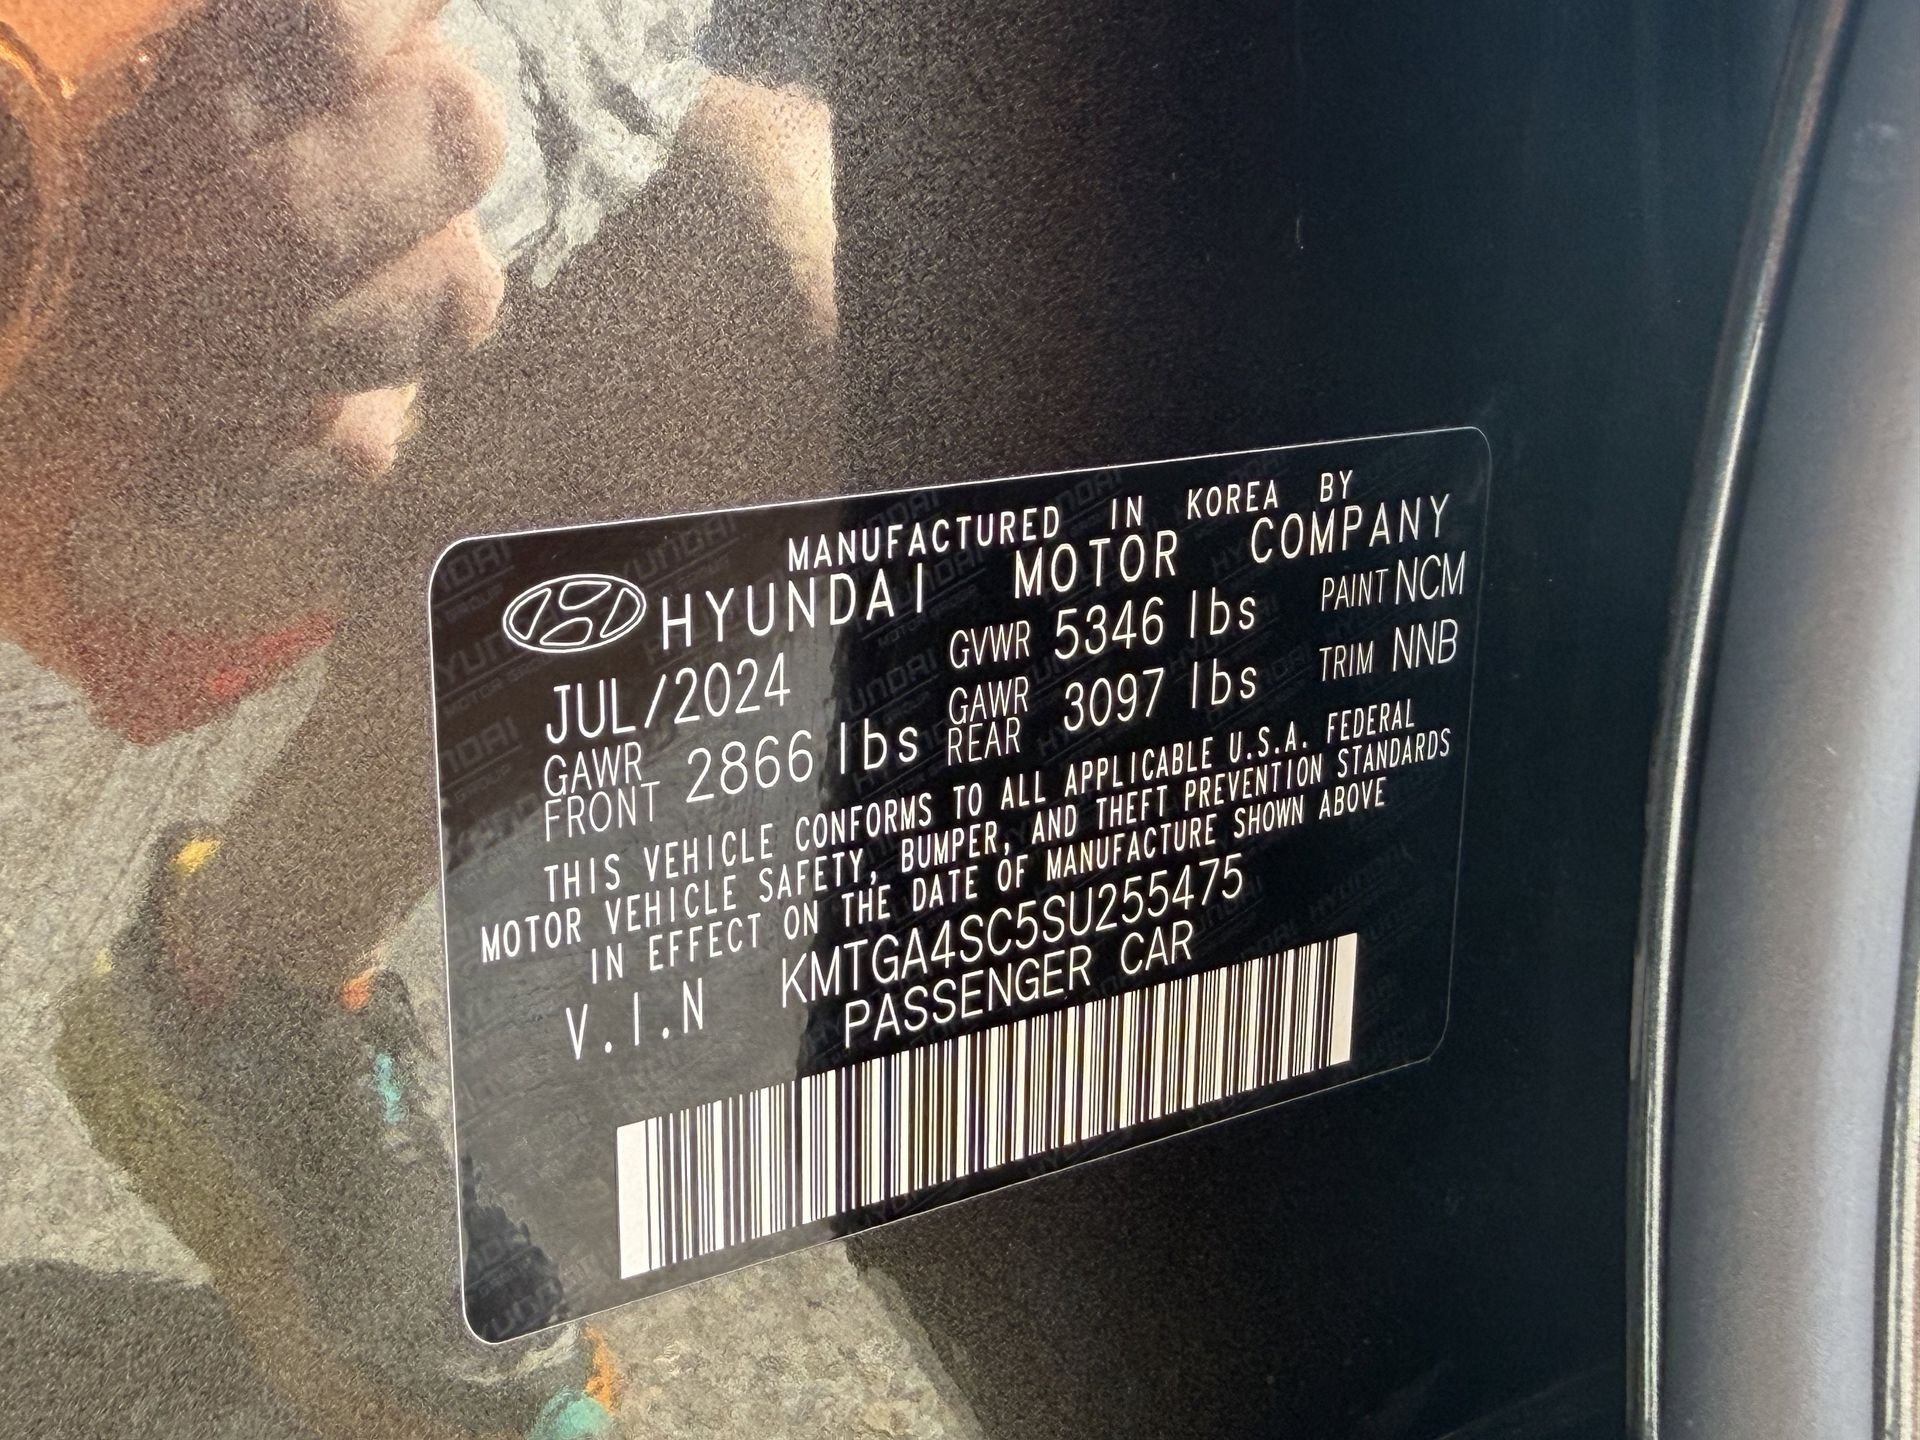 MANUFACTURED IN KOREA BY
HYUNDAI MOTOR COMPANY
JUL/2024 GVWR 5346 lbs PAINT NCM
GAWR FRONT 2866 lbs GAWR REAR 3097 lbs TRIM NNB
THIS VEHICLE CONFORMS TO ALL APPLICABLE U.S.A. FEDERAL
MOTOR VEHICLE SAFETY, BUMPER, AND THEFT PREVENTION STANDARDS
IN EFFECT ON THE DATE OF MANUFACTURE SHOWN ABOVE
V.I.N KMTGA4SC5SU255475
PASSENGER CAR